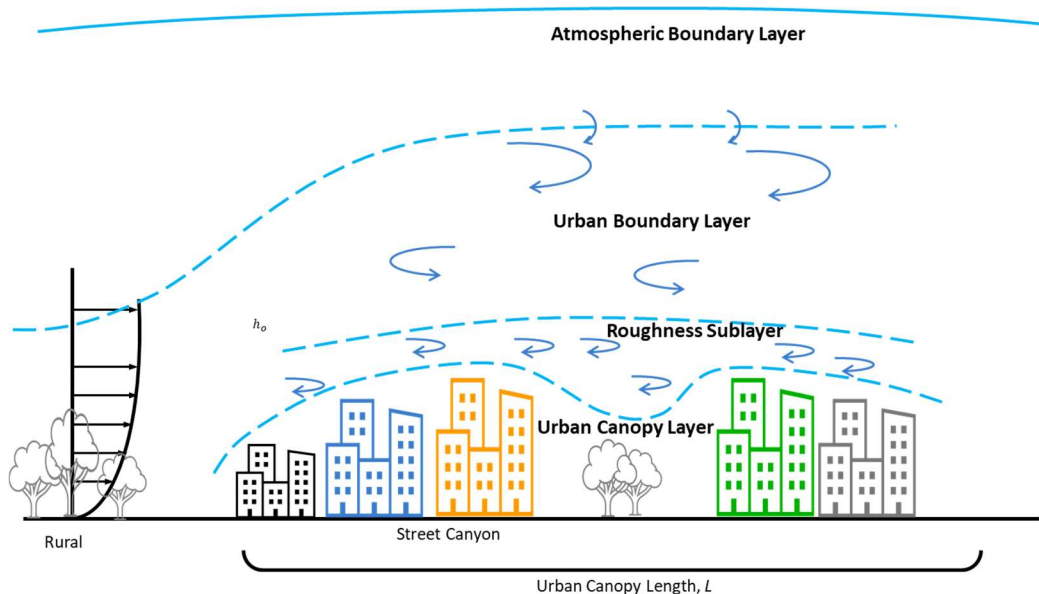 Atmospheric Boundary Layer
Urban Boundary Layer
h_o
Roughness Sublayer
Urban Canopy Layer
Street Canyon
Rural
Urban Canopy Length, L